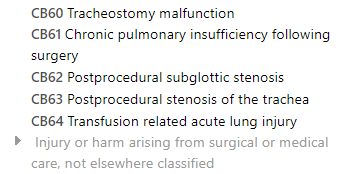 CB60 Tracheostomy malfunction
CB61 Chronic pulmonary insufficiency following
surgery
CB62 Postprocedural subglottic stenosis
CB63 Postprocedural stenosis of the trachea
CB64 Transfusion related acute lung injury
Injury or harm arising from surgical or medical
care, not elsewhere classified